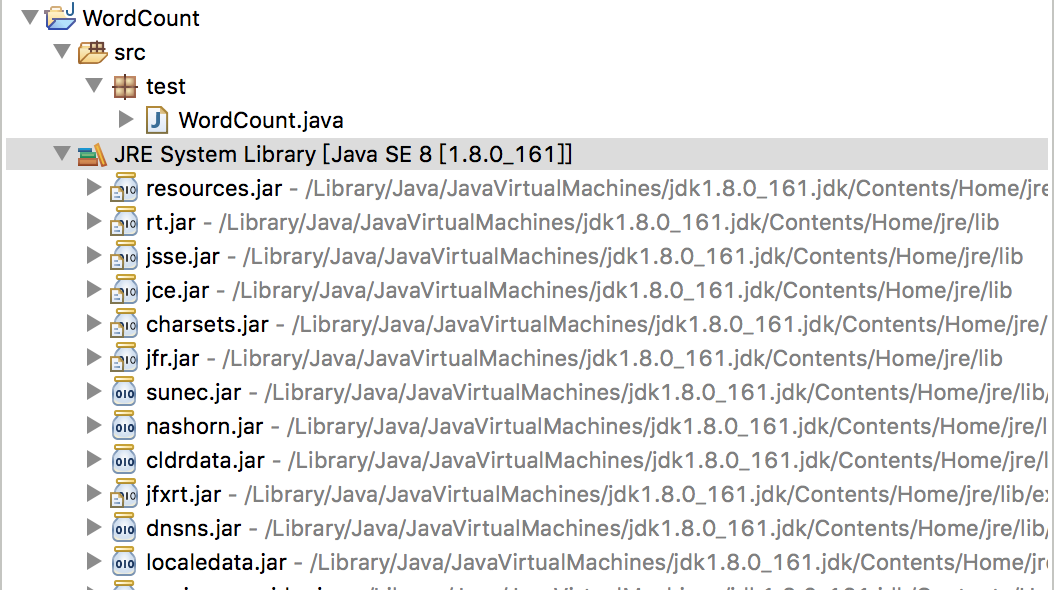 WordCount
src
test
WordCount.java
JRE System Library [Java SE 8 [1.8.0_161]]
resources.jar - /Library/Java/JavaVirtualMachines/jdk1.8.0_161.jdk/Contents/Home/jre
rt.jar - /Library/Java/JavaVirtualMachines/jdk1.8.0_161.jdk/Contents/Home/jre/lib
jsse.jar - /Library/Java/JavaVirtualMachines/jdk1.8.0_161.jdk/Contents/Home/jre/lib
jce.jar - /Library/Java/JavaVirtualMachines/jdk1.8.0_161.jdk/Contents/Home/jre/lib
charsets.jar - /Library/Java/JavaVirtualMachines/jdk1.8.0_161.jdk/Contents/Home/jre/
jfr.jar - /Library/Java/JavaVirtualMachines/jdk1.8.0_161.jdk/Contents/Home/jre/lib
sunec.jar - /Library/Java/JavaVirtualMachines/jdk1.8.0_161.jdk/Contents/Home/jre/lib/
nashorn.jar - /Library/Java/JavaVirtualMachines/jdk1.8.0_161.jdk/Contents/Home/jre/l
cldrdata.jar - /Library/Java/JavaVirtualMachines/jdk1.8.0_161.jdk/Contents/Home/jre/l
jfxrt.jar - /Library/Java/JavaVirtualMachines/jdk1.8.0_161.jdk/Contents/Home/jre/lib/ex
dnsns.jar - /Library/Java/JavaVirtualMachines/jdk1.8.0_161.jdk/Contents/Home/jre/lib/
localedata.jar - /Library/Java/JavaVirtualMachines/jdk1.8.0_161.jdk/Contents/Home/jr